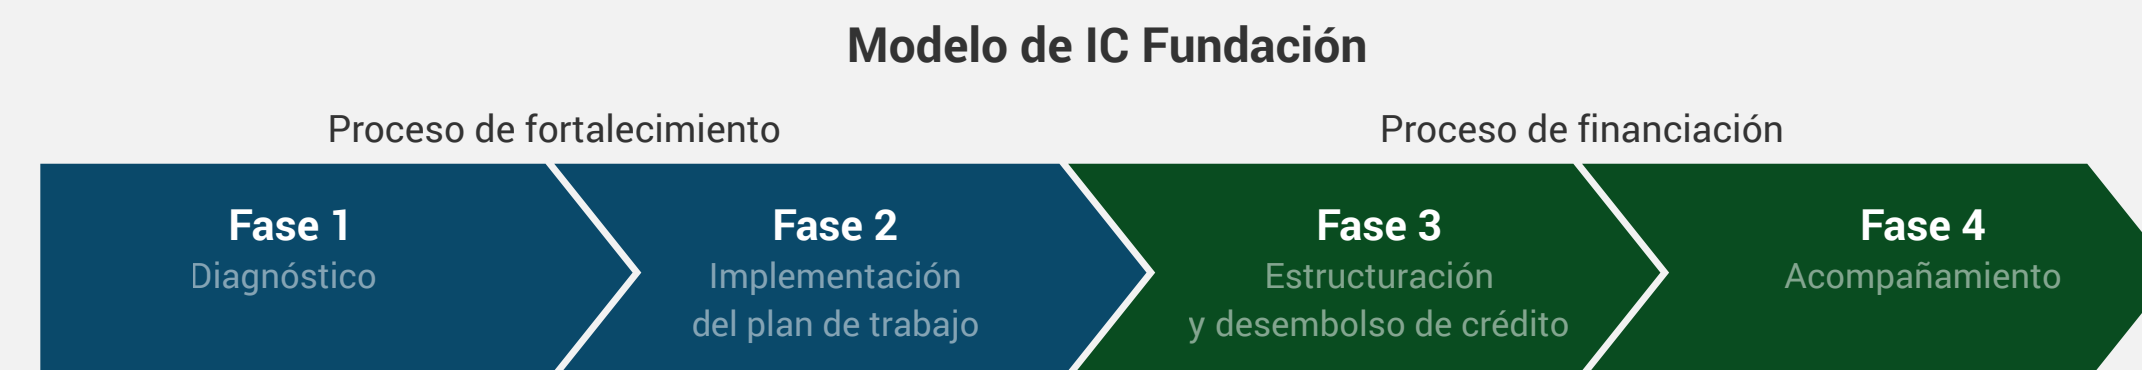 Modelo de IC Fundación
Proceso de fortalecimiento
Proceso de financiación
Fase 1
Diagnóstico
Fase 2
Implementación
del plan de trabajo
Fase 3
Estructuración
y desembolso de crédito
Fase 4
Acompañamiento